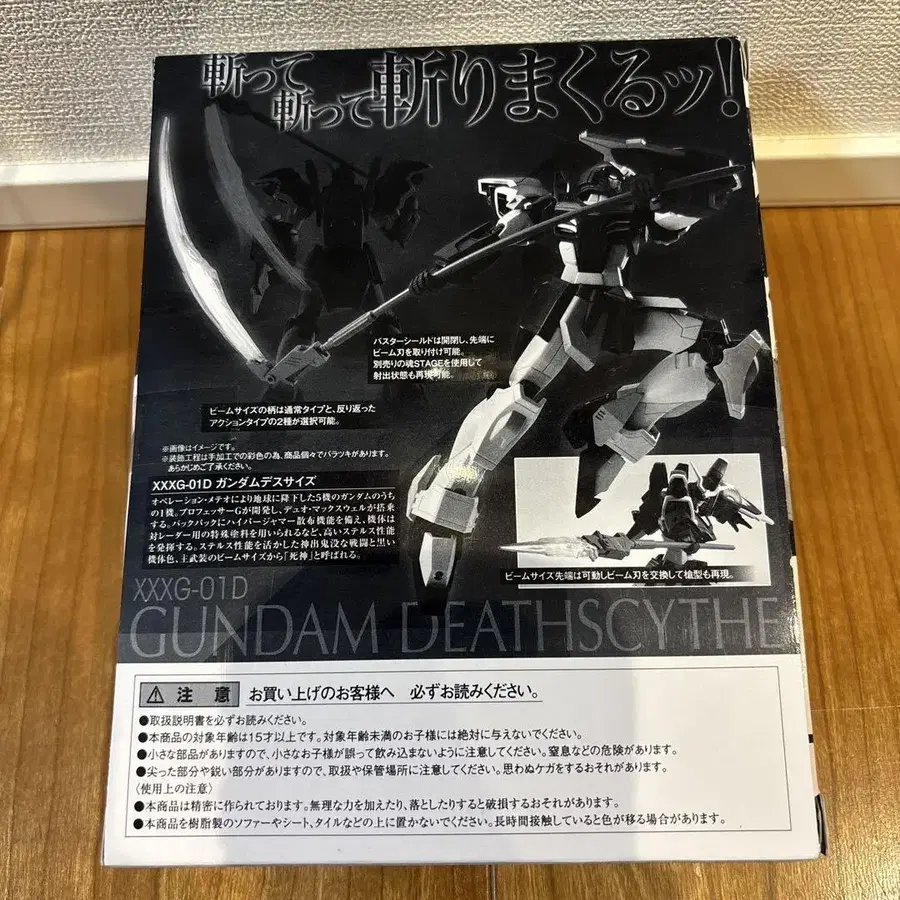 斬って
斬って斬りまくるッ!
バスターシールドは開閉し、先端に
ビーム刃を取り付け可能。
別売りの魂STAGEを使用して
射出状態も再現可能。
ビームサイズの柄は通常タイプと、反り返った
アクションタイプの2種が選択可能。
※画像はイメージです。
※装飾工程は手加工での彩色の為、商品個々でバラツキがあります。
あらかじめご了承ください。
XXXG-01D ガンダムデスサイズ
オペレーション・メテオにより地球に降下した5機のガンダムのうち
の1機。プロフェッサーGが開発し、デュオ・マックスウェルが搭乗
する。バックパックにハイパージャマー散布機能を備え、機体は
対レーダー用の特殊塗料を用いられるなど、高いステルス性能
を発揮する。ステルス性能を活かした神出鬼没な戦闘と黒い
機体色、主武装のビームサイズから「死神」と呼ばれる。
ビームサイズ先端は可動しビーム刃を交換して槍型も再現。
XXXG-01D
GUNDAM DEATHSCYTHE
⚠注意 お買い上げのお客様へ 必ずお読みください。
●取扱説明書を必ずお読みください。
●本商品の対象年齢は15才以上です。対象年齢未満のお子様には絶対に与えないでください。
●小さな部品がありますので、小さなお子様が誤って飲み込まないように注意してください。窒息などの危険があります。
●尖った部分や鋭い部分がありますので、取扱や保管場所に注意してください。思わぬケガをするおそれがあります。
〈使用上の注意〉
●本商品は精密に作られております。無理な力を加えたり、落としたりすると破損するおそれがあります。
●本商品を樹脂製のソファーやシート、タイルなどの上に置かないでください。長時間接触していると色が移る場合があります。